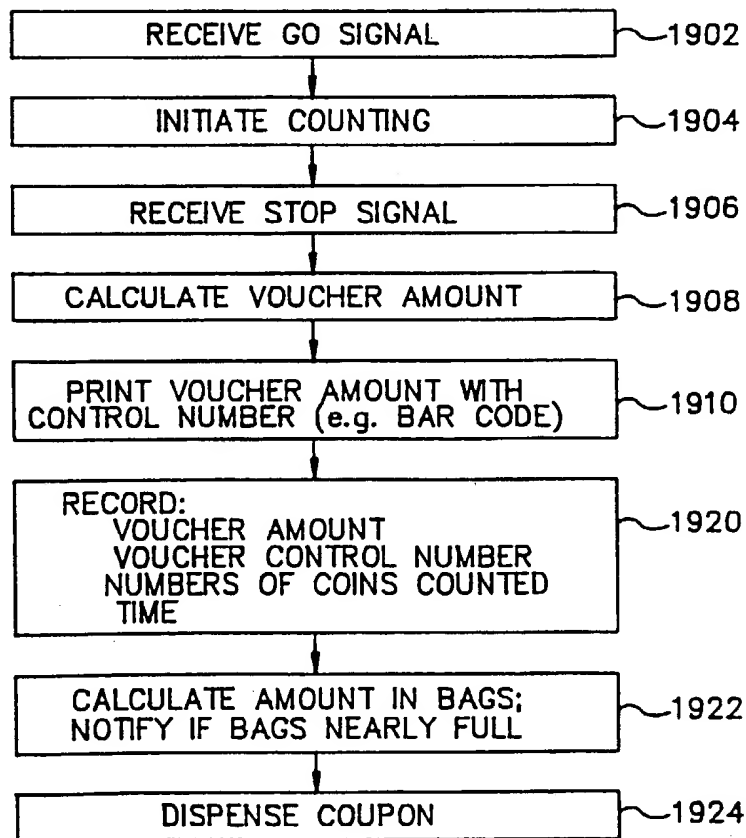 RECEIVE GO SIGNAL 1902
INITIATE COUNTING 1904
RECEIVE STOP SIGNAL 1906
CALCULATE VOUCHER AMOUNT 1908
PRINT VOUCHER AMOUNT WITH
CONTROL NUMBER (e.g. BAR CODE) 1910
RECORD:
VOUCHER AMOUNT 1920
VOUCHER CONTROL NUMBER
NUMBERS OF COINS COUNTED
TIME
CALCULATE AMOUNT IN BAGS;
NOTIFY IF BAGS NEARLY FULL 1922
DISPENSE COUPON 1924